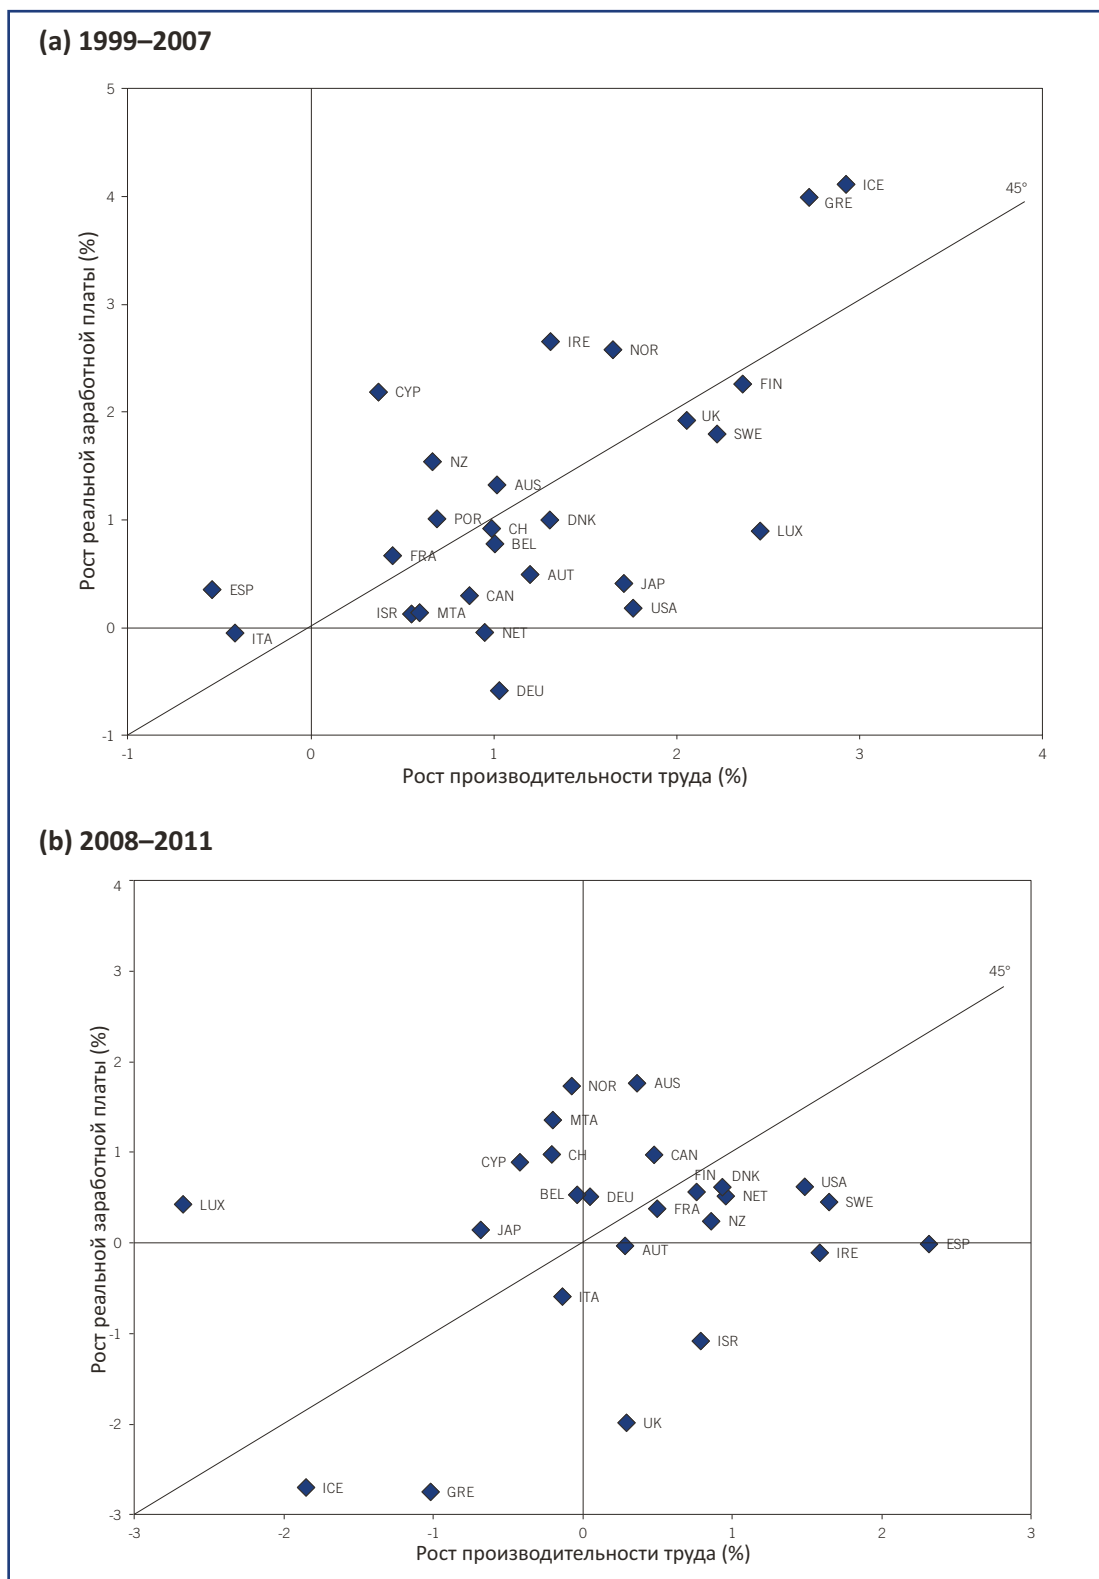 (a) 1999–2007
Рост реальной заработной платы (%)
5
4
3
2
1
0
-1
45°
ICE
GRE
IRE
NOR
CYP
FIN
UK
SWE
NZ
AUS
POR
CH
DNK
BEL
LUX
FRA
AUT
JAP
ESP
CAN
ISR
MTA
USA
ITA
NET
DEU
-1 0 1 2 3 4
Рост производительности труда (%)
(b) 2008–2011
Рост реальной заработной платы (%)
4
3
2
1
0
-1
-2
-3
45°
NOR
AUS
MTA
CYP
CH
CAN
FIN
DNK
USA
LUX
BEL
DEU
NET
SWE
FRA
JAP
NZ
AUT
IRE
ESP
ITA
ISR
UK
ICE
GRE
-3 -2 -1 0 1 2 3
Рост производительности труда (%)